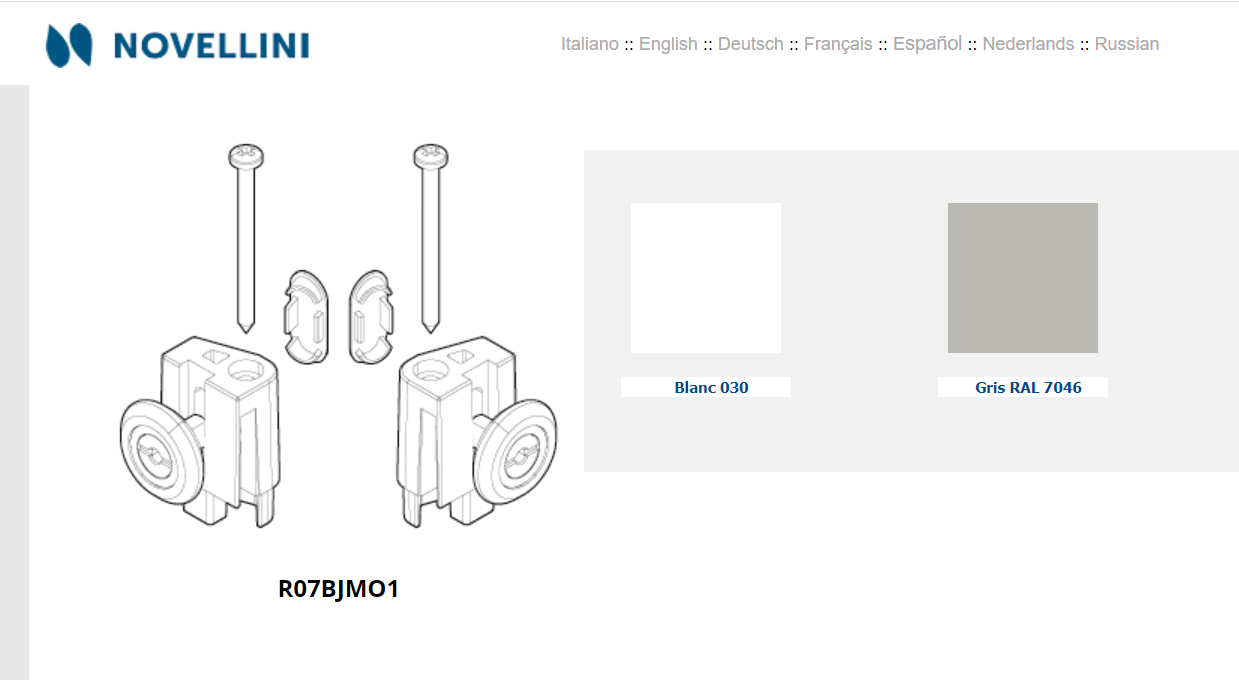 NOVELLINI
Italiano :: English :: Deutsch :: Français :: Español :: Nederlands :: Russian
Blanc 030
Gris RAL 7046
R07BJMO1